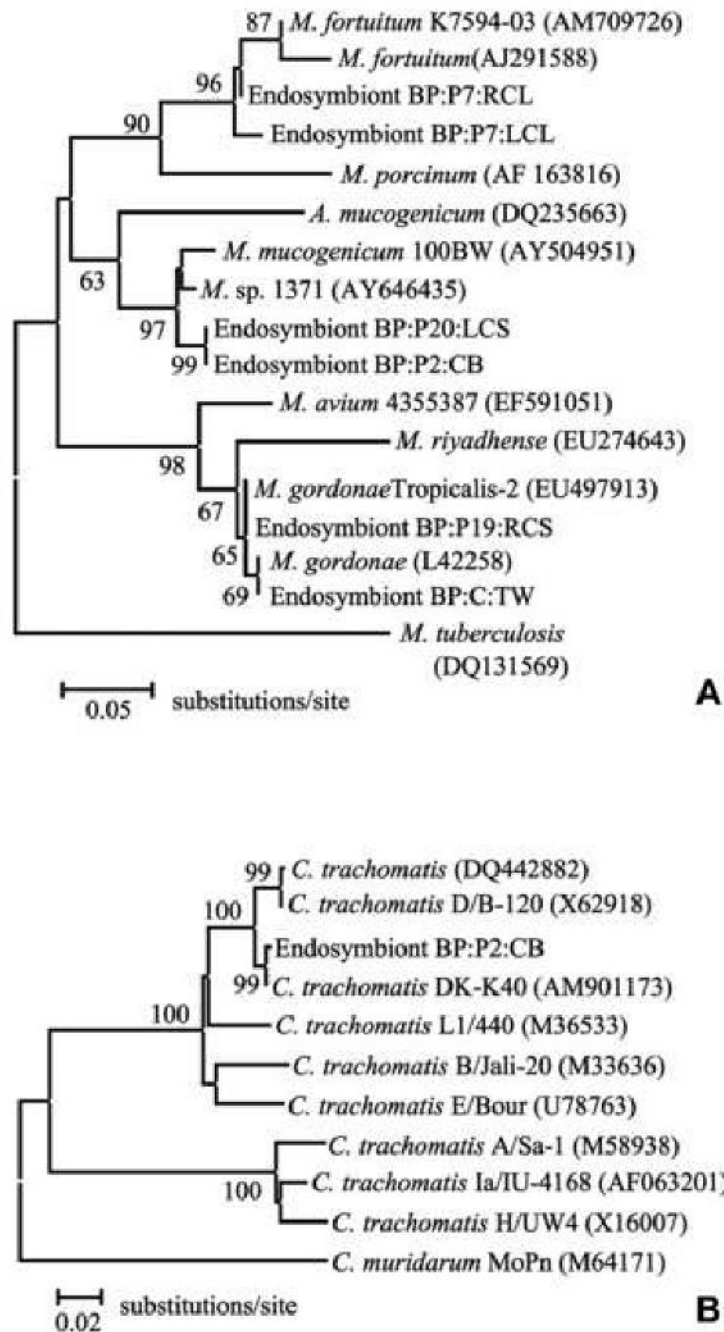 87 M. fortuitum K7594-03 (AM709726)
M. fortuitum(AJ291588)
96 Endosymbiont BP:P7:RCL
Endosymbiont BP:P7:LCL
90
M. porcinum (AF 163816)
A. mucogenicum (DQ235663)
M. mucogenicum 100BW (AY504951)
63
M. sp. 1371 (AY646435)
97 Endosymbiont BP:P20:LCS
99 Endosymbiont BP:P2:CB
M. avium 4355387 (EF591051)
M. riyadhense (EU274643)
98
M. gordonaeTropicalis-2 (EU497913)
67
Endosymbiont BP:P19:RCS
65 M. gordonae (L42258)
69 Endosymbiont BP:C:TW
M. tuberculosis
(DQ131569)
0.05 substitutions/site
A
99 C. trachomatis (DQ442882)
100 C. trachomatis D/B-120 (X62918)
Endosymbiont BP:P2:CB
99 C. trachomatis DK-K40 (AM901173)
100
C. trachomatis L1/440 (M36533)
C. trachomatis B/Jali-20 (M33636)
C. trachomatis E/Bour (U78763)
C. trachomatis A/Sa-1 (M58938)
100 C. trachomatis Ia/IU-4168 (AF063201)
C. trachomatis H/UW4 (X16007)
C. muridarum MoPn (M64171)
0.02 substitutions/site
B